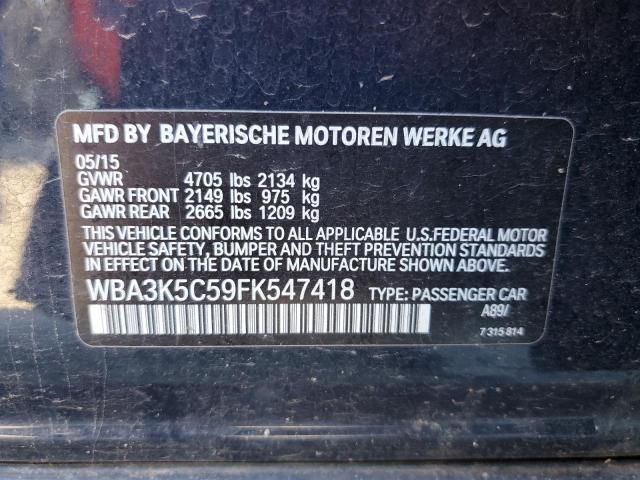 MFD BY BAYERISCHE MOTOREN WERKE AG
05/15
GVWR 4705 lbs 2134 kg
GAWR FRONT 2149 lbs 975 kg
GAWR REAR 2665 lbs 1209 kg
THIS VEHICLE CONFORMS TO ALL APPLICABLE U.S.FEDERAL MOTOR
VEHICLE SAFETY, BUMPER AND THEFT PREVENTION STANDARDS
IN EFFECT ON THE DATE OF MANUFACTURE SHOWN ABOVE.
WBA3K5C59FK547418 TYPE: PASSENGER CAR
A89/
7 315 814